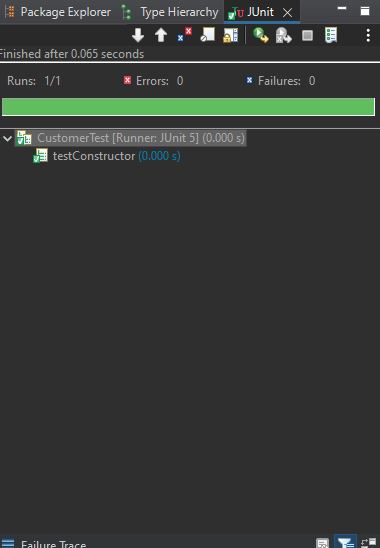 Package Explorer Type Hierarchy JUnit
Finished after 0.065 seconds
Runs: 1/1 Errors: 0 Failures: 0
CustomerTest [Runner: JUnit 5] (0.000 s)
testConstructor (0.000 s)
Failure Trace